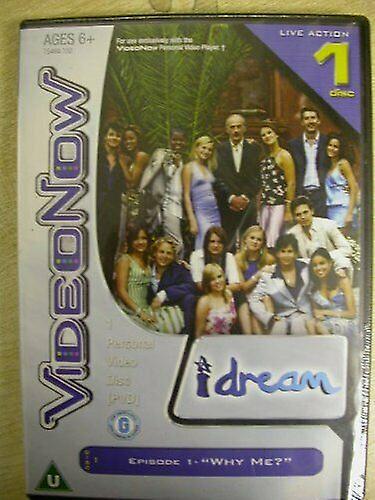 AGES 6+
For use exclusively with the
VIDEONOW Personal Video Player. †
LIVE ACTION
1
DISC
VIDEONOW
1
Personal
Video
Disc
[PVD]
G
i dream
EPISODE 1 - "WHY ME?"
U